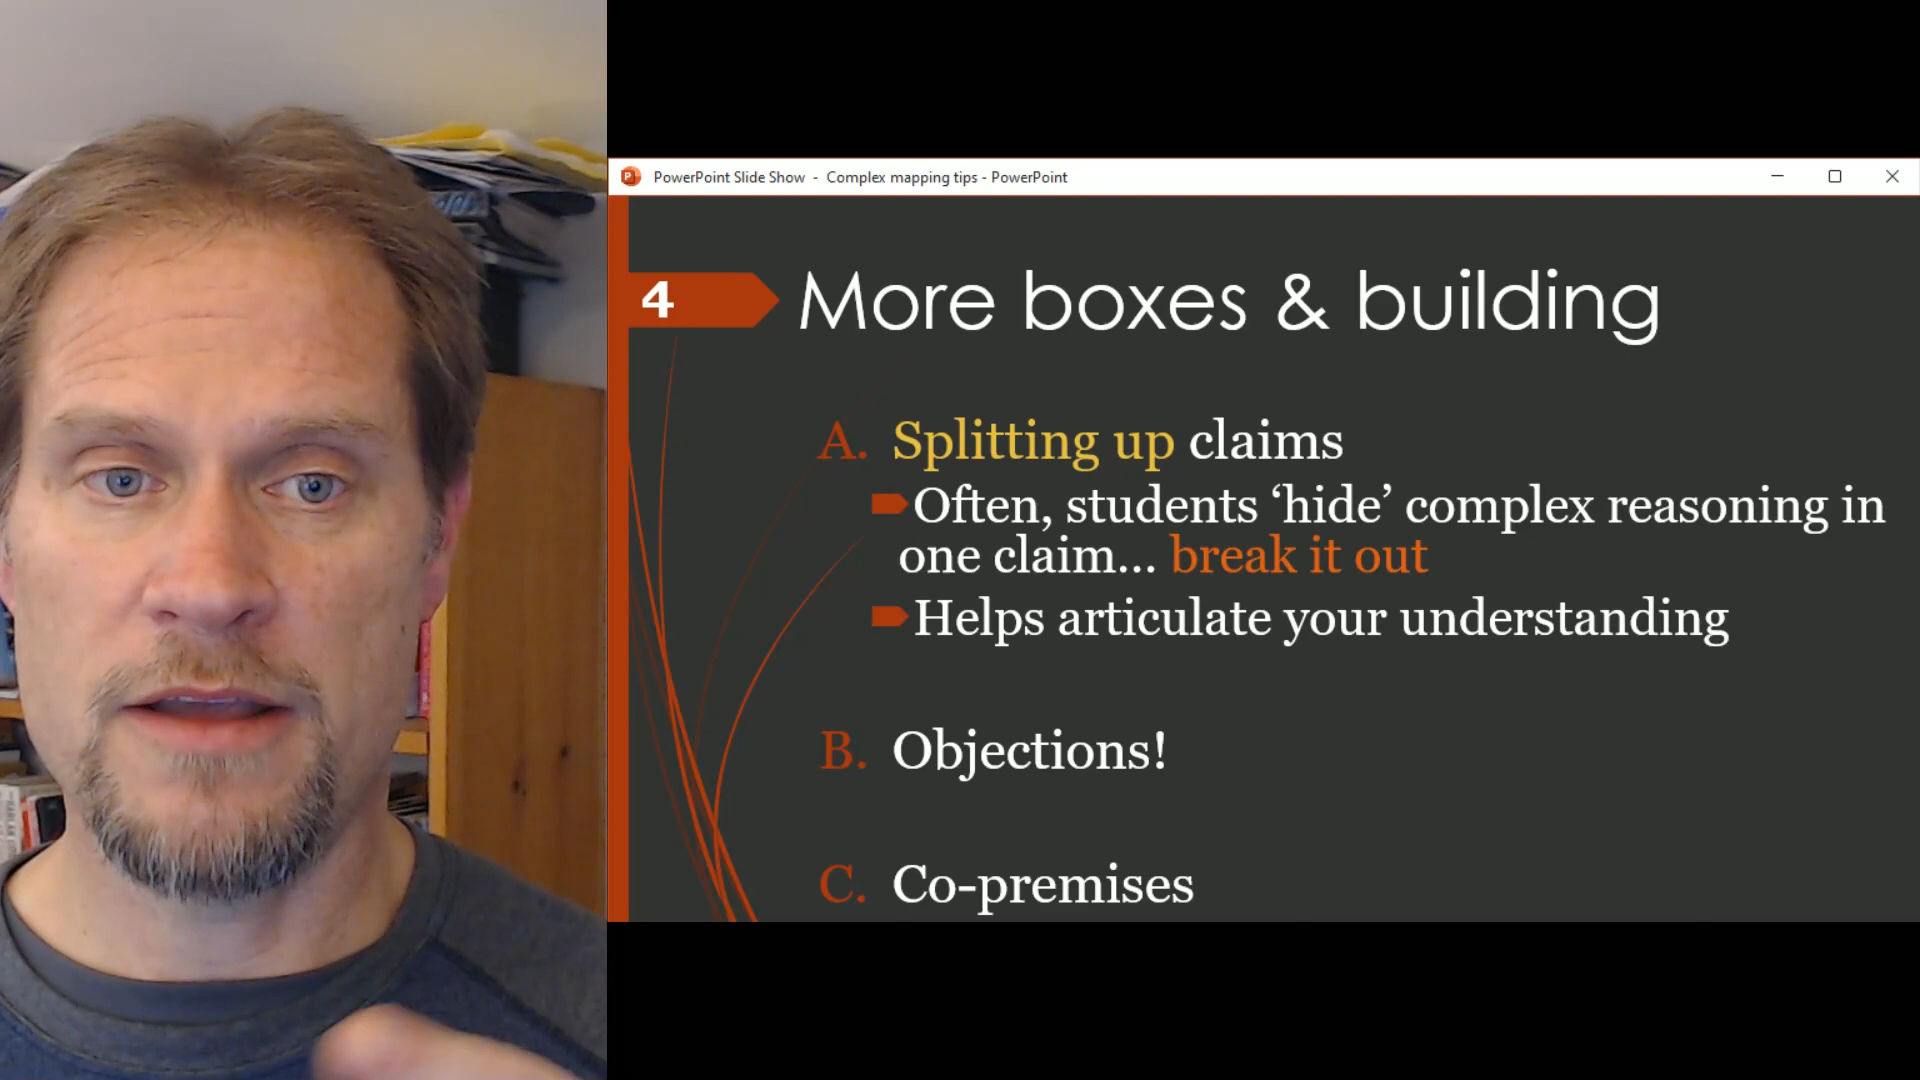 PowerPoint Slide Show - Complex mapping tips - PowerPoint
4
More boxes & building
A. Splitting up claims
Often, students ‘hide’ complex reasoning in
one claim... break it out
Helps articulate your understanding
B. Objections!
C. Co-premises